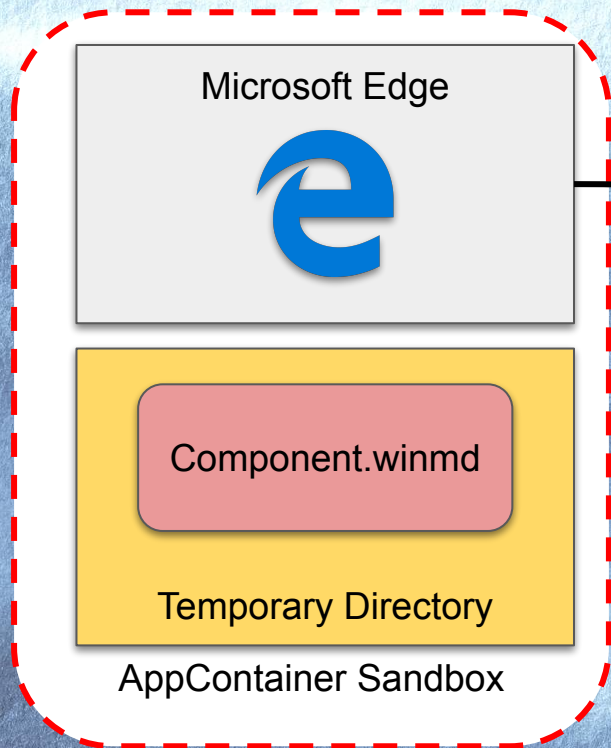 Microsoft Edge
Component.winmd
Temporary Directory
AppContainer Sandbox